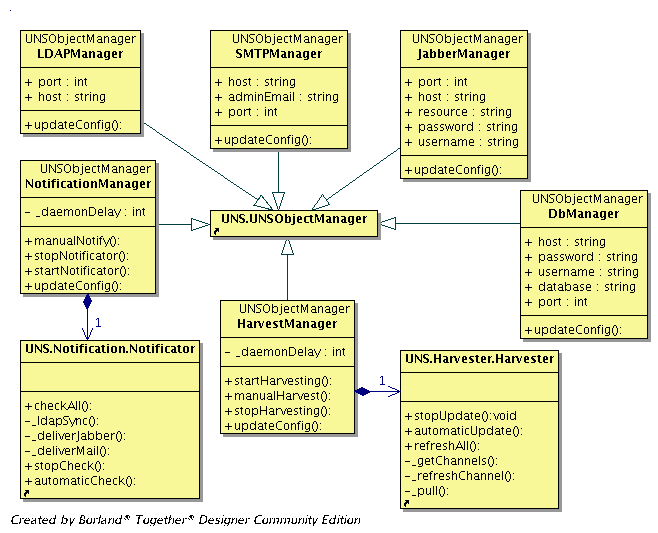 UNSObjectManager
LDAPManager
+ port : int
+ host : string
+updateConfig():
UNSObjectManager
SMTPManager
+ host : string
+ adminEmail : string
+ port : int
+updateConfig():
UNSObjectManager
JabberManager
+ port : int
+ host : string
+ resource : string
+ password : string
+ username : string
+updateConfig():
UNSObjectManager
NotificationManager
- _daemonDelay : int
+manualNotify():
+stopNotificator():
+startNotificator():
+updateConfig():
UNS.UNSObjectManager
UNSObjectManager
DbManager
+ host : string
+ password : string
+ username : string
+ database : string
+ port : int
+updateConfig():
1
UNSObjectManager
HarvestManager
- _daemonDelay : int
+startHarvesting():
+manualHarvest():
+stopHarvesting():
+updateConfig():
1
UNS.Notification.Notificator
+checkAll():
-_ldapSync():
-_deliverJabber():
-_deliverMail():
+stopCheck():
+automaticCheck():
UNS.Harvester.Harvester
+stopUpdate():void
+automaticUpdate():
+refreshAll():
-_getChannels():
-_refreshChannel():
-_pull():
Created by Borland® Together® Designer Community Edition